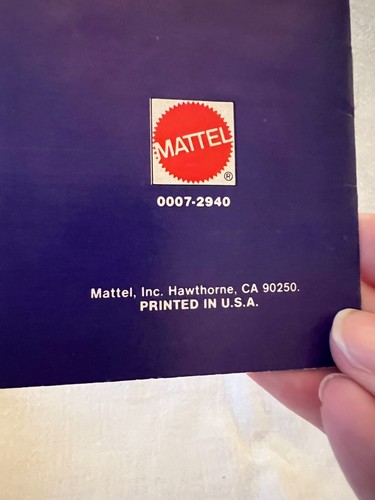 MATTEL
®
0007-2940
Mattel, Inc. Hawthorne, CA 90250.
PRINTED IN U.S.A.